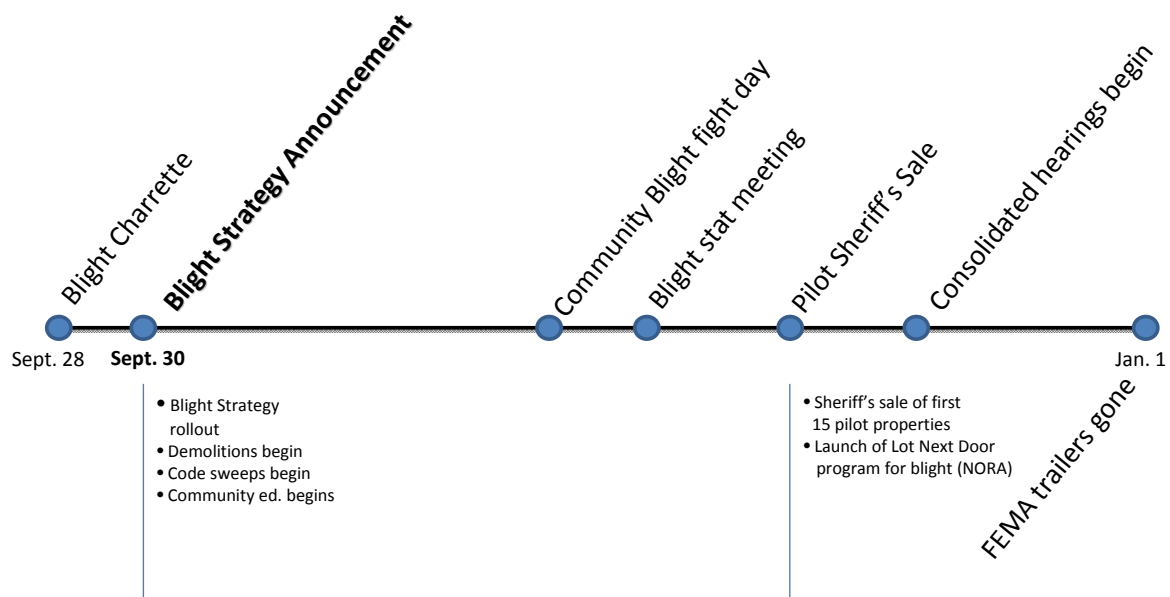 Blight Charrette
Blight Strategy Announcement
Community Blight fight day
Blight stat meeting
Pilot Sheriff's Sale
Consolidated hearings begin
Sept. 28
Sept. 30
Jan. 1
• Blight Strategy
rollout
• Demolitions begin
• Code sweeps begin
• Community ed. begins
• Sheriff's sale of first
15 pilot properties
• Launch of Lot Next Door
program for blight (NORA)
FEMA trailers gone